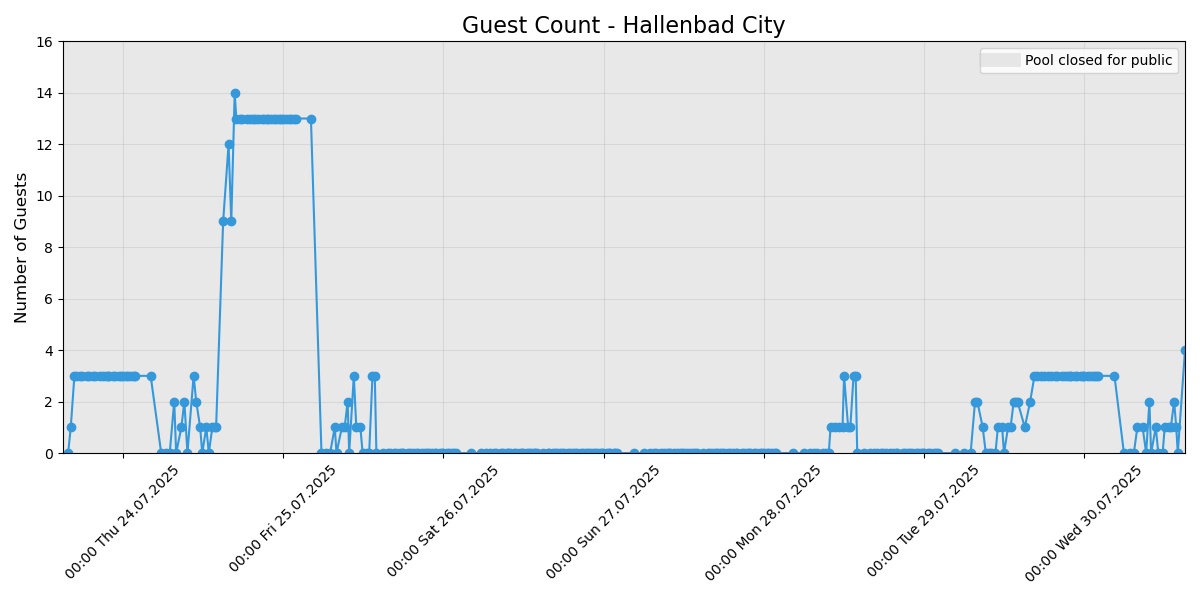 Guest Count - Hallenbad City
Pool closed for public
Number of Guests
16
14
12
10
8
6
4
2
0
00:00 Thu 24.07.2025
00:00 Fri 25.07.2025
00:00 Sat 26.07.2025
00:00 Sun 27.07.2025
00:00 Mon 28.07.2025
00:00 Tue 29.07.2025
00:00 Wed 30.07.2025